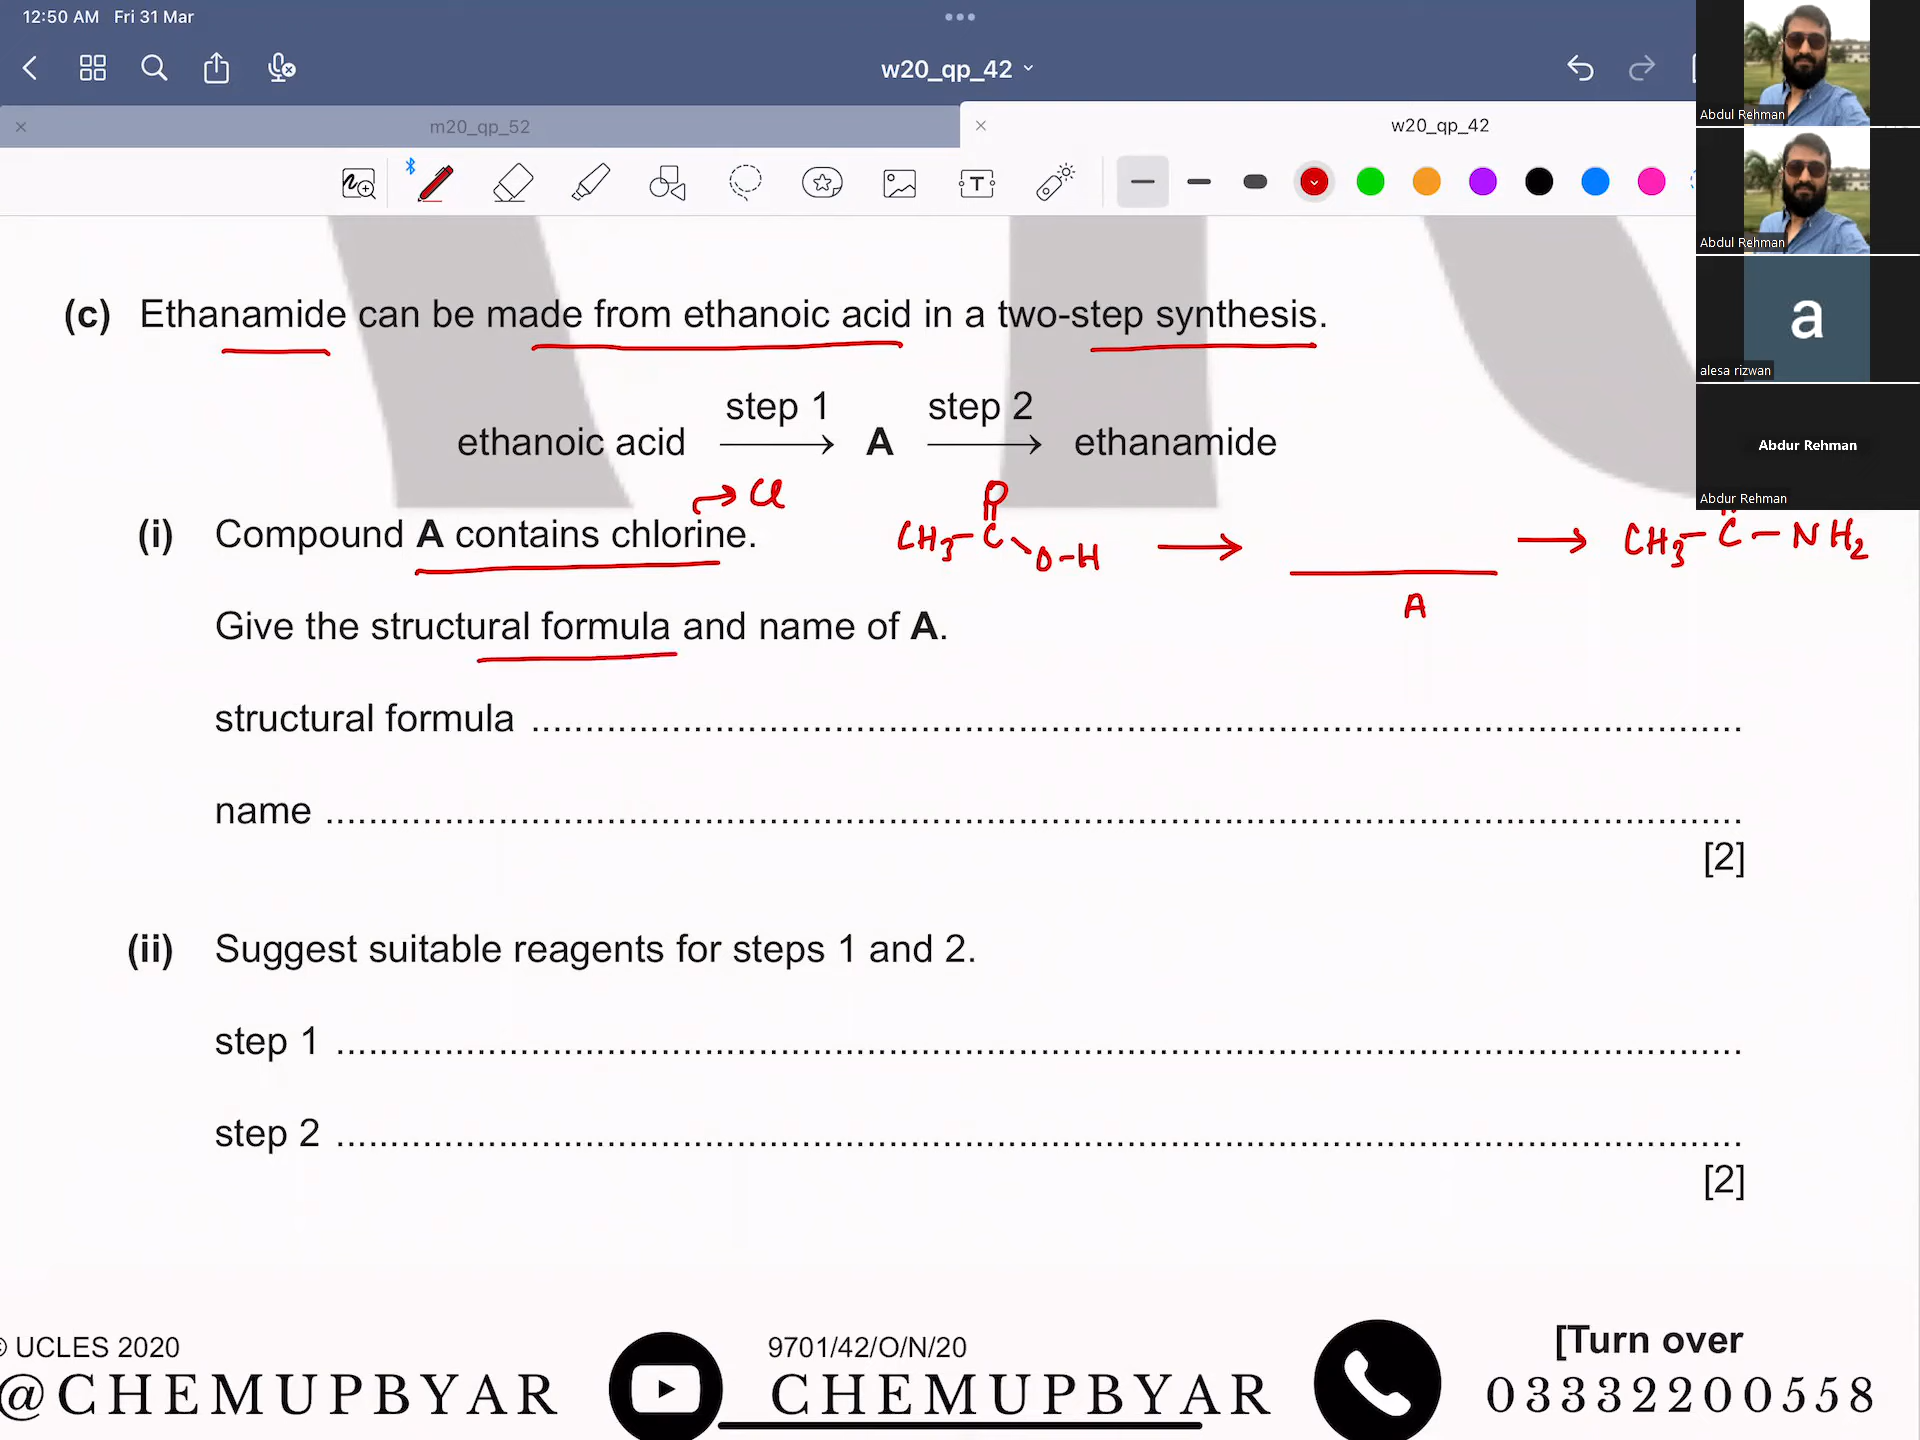 12:50 AM Fri 31 Mar
w20_qp_42
m20_qp_52
w20_qp_42
Abdul Rehman
Abdul Rehman
a
alesa rizwan
Abdur Rehman
Abdur Rehman
(c) Ethanamide can be made from ethanoic acid in a two-step synthesis.
step 1 step 2
ethanoic acid → A → ethanamide
→ Cl
(i) Compound A contains chlorine.
O
CH3-C-O-H → → CH3-C-NH2
A
Give the structural formula and name of A.
structural formula ........................................................................
name ........................................................................
[2]
(ii) Suggest suitable reagents for steps 1 and 2.
step 1 ........................................................................
step 2 ........................................................................
[2]
© UCLES 2020 9701/42/O/N/20 [Turn over
@CHEMUPBYAR CHEMUPBYAR 03332200558